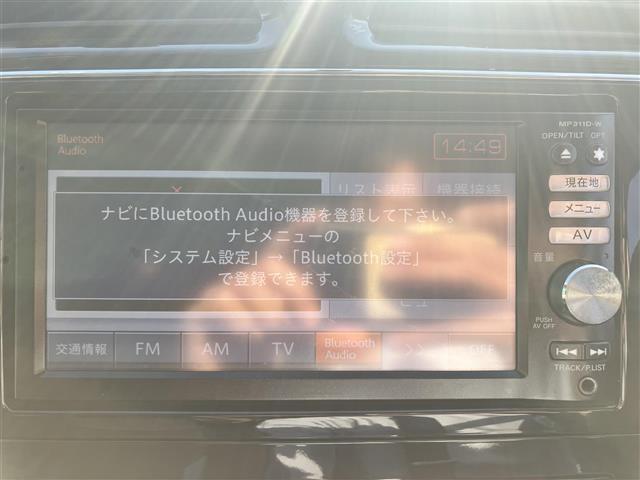 MP311D-W
OPEN/TILT OPT
Bluetooth
Audio
14:49
リスト表示 機器接続
現在地
メニュー
AV
ナビにBluetooth Audio機器を登録して下さい。
ナビメニューの
「システム設定」→「Bluetooth設定」
で登録できます。
音量
PUSH
AV OFF
交通情報 FM AM TV Bluetooth
Audio >> OFF
TRACK/P.LIST